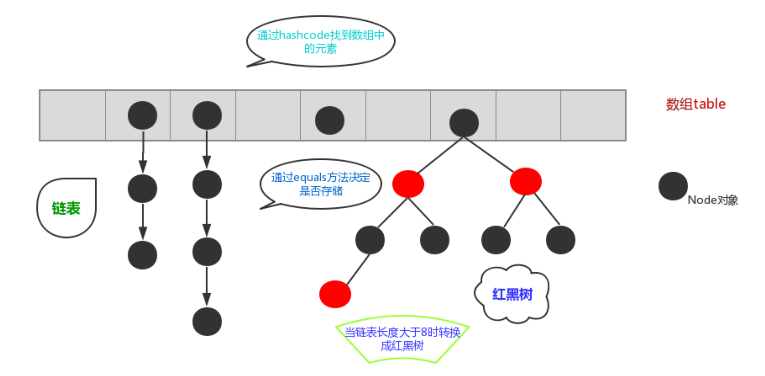 通过hashcode找到数组中
的元素
数组table
通过equals方法决定
是否存储
链表
Node对象
红黑树
当链表长度大于8时转换
成红黑树